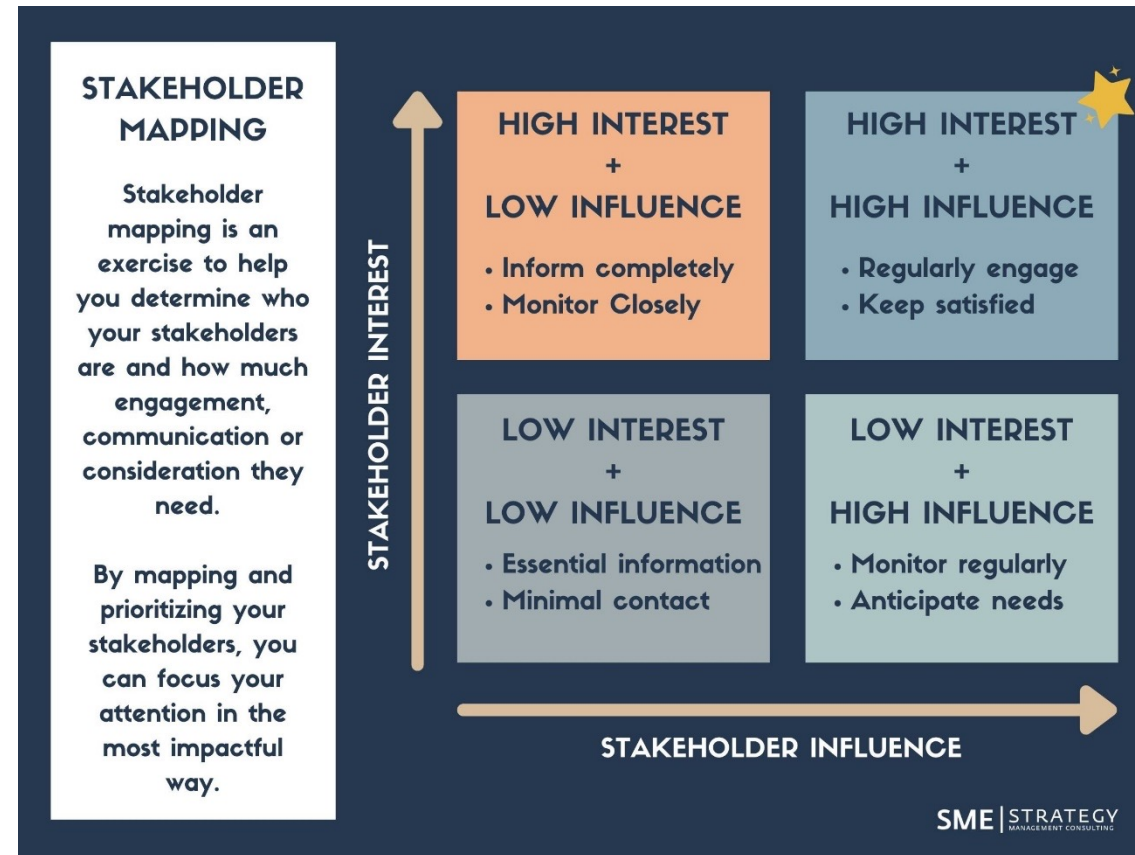 STAKEHOLDER
MAPPING
Stakeholder
mapping is an
exercise to help
you determine who
your stakeholders
are and how much
engagement,
communication or
consideration they
need.
By mapping and
prioritizing your
stakeholders, you
can focus your
attention in the
most impactful
way.
STAKEHOLDER INTEREST
HIGH INTEREST
+
LOW INFLUENCE
• Inform completely
• Monitor Closely
HIGH INTEREST
+
HIGH INFLUENCE
• Regularly engage
• Keep satisfied
LOW INTEREST
+
LOW INFLUENCE
• Essential information
• Minimal contact
LOW INTEREST
+
HIGH INFLUENCE
• Monitor regularly
• Anticipate needs
STAKEHOLDER INFLUENCE
SME | STRATEGY
MANAGEMENT CONSULTING